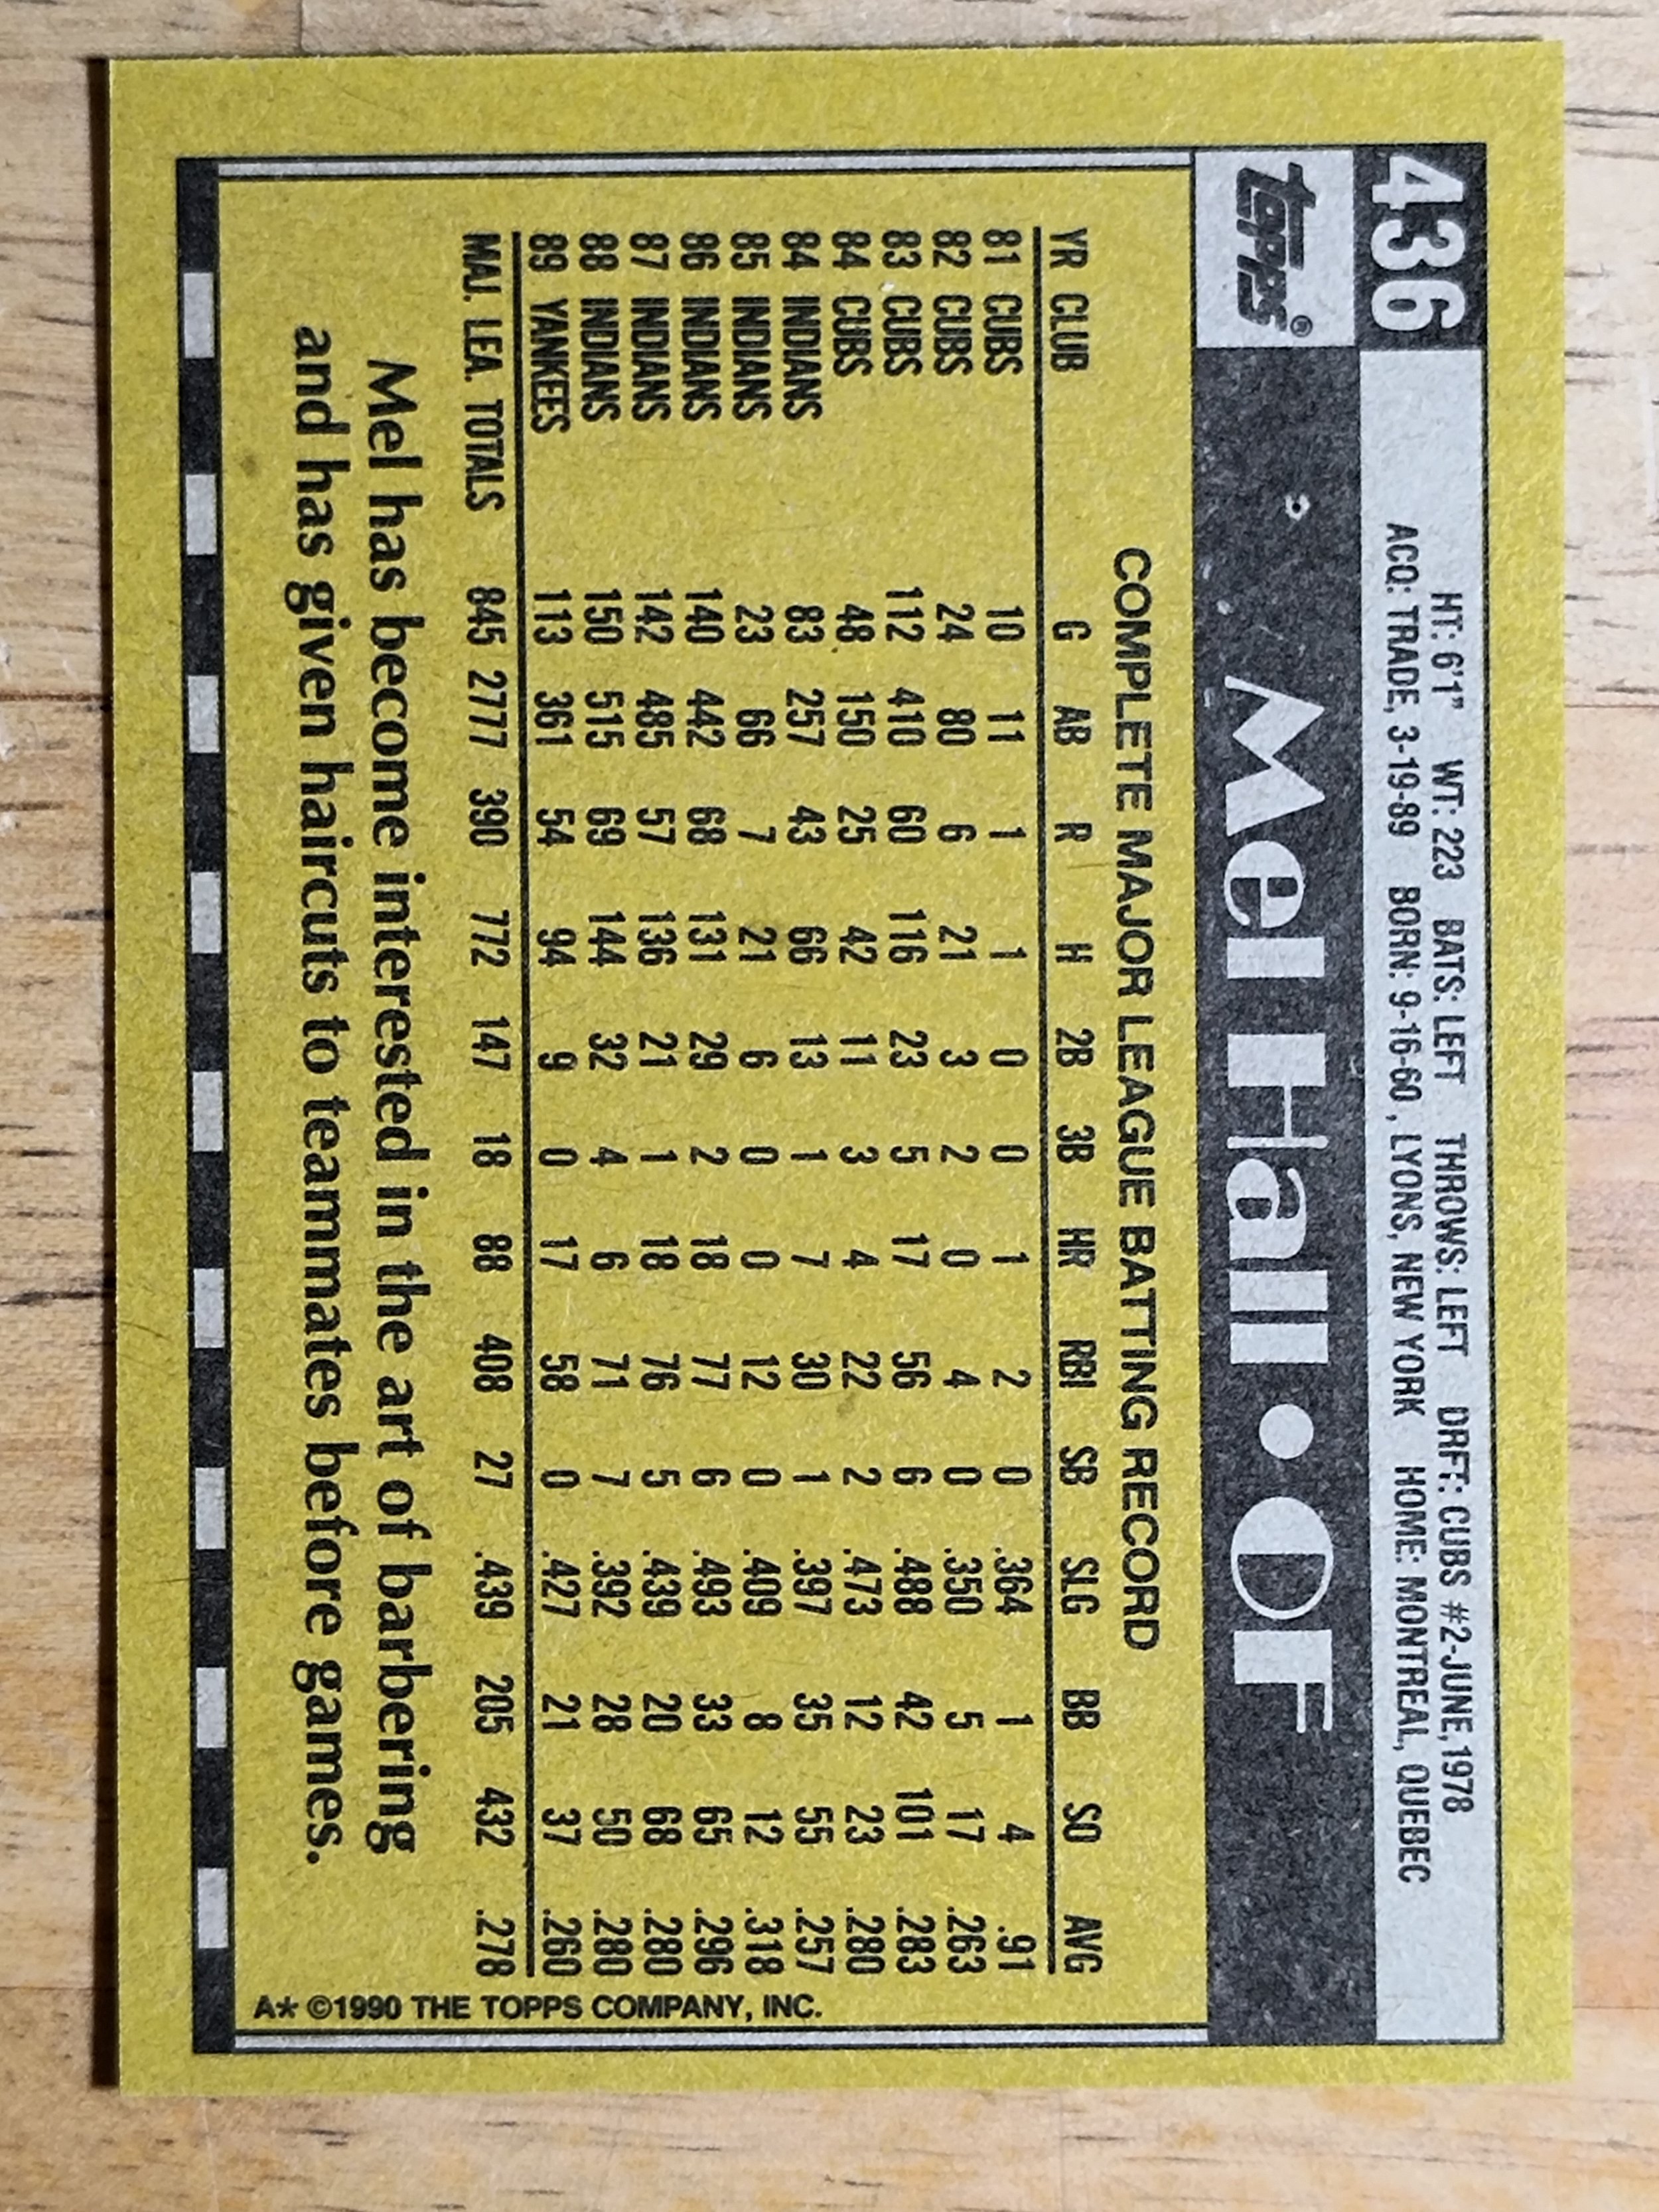 436
HT: 6'1" WT: 223 BATS: LEFT THROWS: LEFT DRFT: CUBS #2-JUNE,1978
ACQ: TRADE, 3-19-89 BORN: 9-16-60 , LYONS, NEW YORK HOME: MONTREAL, QUEBEC
TOPPS®
Mel Hall • OF
COMPLETE MAJOR LEAGUE BATTING RECORD
YR CLUB G AB R H 2B 3B HR RBI SB SLG BB SO AVG
81 CUBS 10 11 1 1 0 0 1 2 0 .364 1 4 .91
82 CUBS 24 80 6 21 3 2 0 4 0 .350 5 17 .263
83 CUBS 112 410 60 116 23 5 17 56 6 .488 42 101 .283
84 CUBS 48 150 25 42 11 3 4 22 2 .473 12 23 .280
84 INDIANS 83 257 43 66 13 1 7 30 1 .397 35 55 .257
85 INDIANS 23 66 7 21 6 0 0 12 0 .409 8 12 .318
86 INDIANS 140 442 68 131 29 2 18 77 6 .493 33 65 .296
87 INDIANS 142 485 57 136 21 1 18 76 5 .439 20 68 .280
88 INDIANS 150 515 69 144 32 4 6 71 7 .392 28 50 .280
89 YANKEES 113 361 54 94 9 0 17 58 0 .427 21 37 .260
MAJ. LEA. TOTALS 845 2777 390 772 147 18 88 408 27 .439 205 432 .278
Mel has become interested in the art of barbering
and has given haircuts to teammates before games.
A* ©1990 THE TOPPS COMPANY, INC.